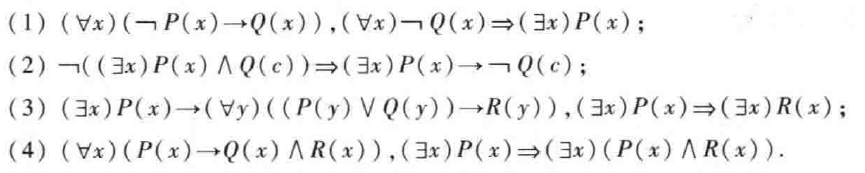 (1) (∀x)(¬P(x)→Q(x)),(∀x)¬Q(x)⇒(∃x)P(x);
(2) ¬((∃x)P(x)∧Q(c))⇒(∃x)P(x)→¬Q(c);
(3) (∃x)P(x)→(∀y)((P(y)∨Q(y))→R(y)),(∃x)P(x)⇒(∃x)R(x);
(4) (∀x)(P(x)→Q(x)∧R(x)),(∃x)P(x)⇒(∃x)(P(x)∧R(x)).